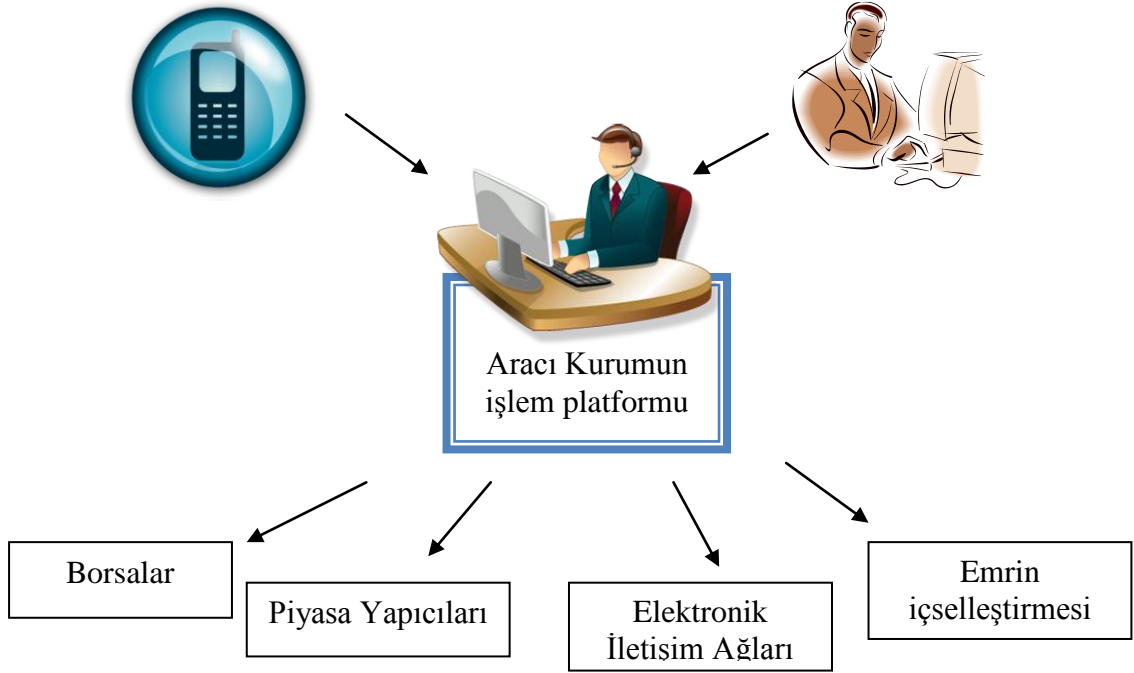 Aracı Kurumun
işlem platformu
Borsalar
Piyasa Yapıcıları
Elektronik
İletişim Ağları
Emrin
içselleştirmesi